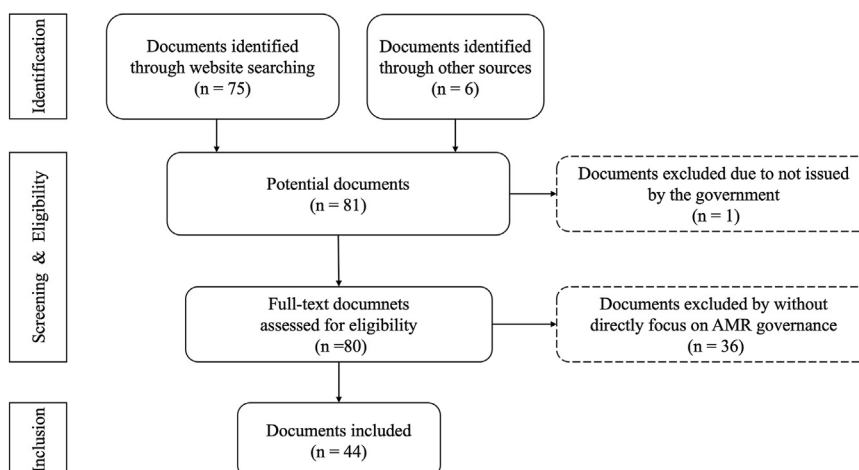 Identification
Documents identified
through website searching
(n = 75)
Documents identified
through other sources
(n = 6)
Screening & Eligibility
Potential documents
(n = 81)
Documents excluded due to not issued
by the government
(n = 1)
Full-text documnets
assessed for eligibility
(n =80)
Documents excluded by without
directly focus on AMR governance
(n = 36)
Inclusion
Documents included
(n = 44)